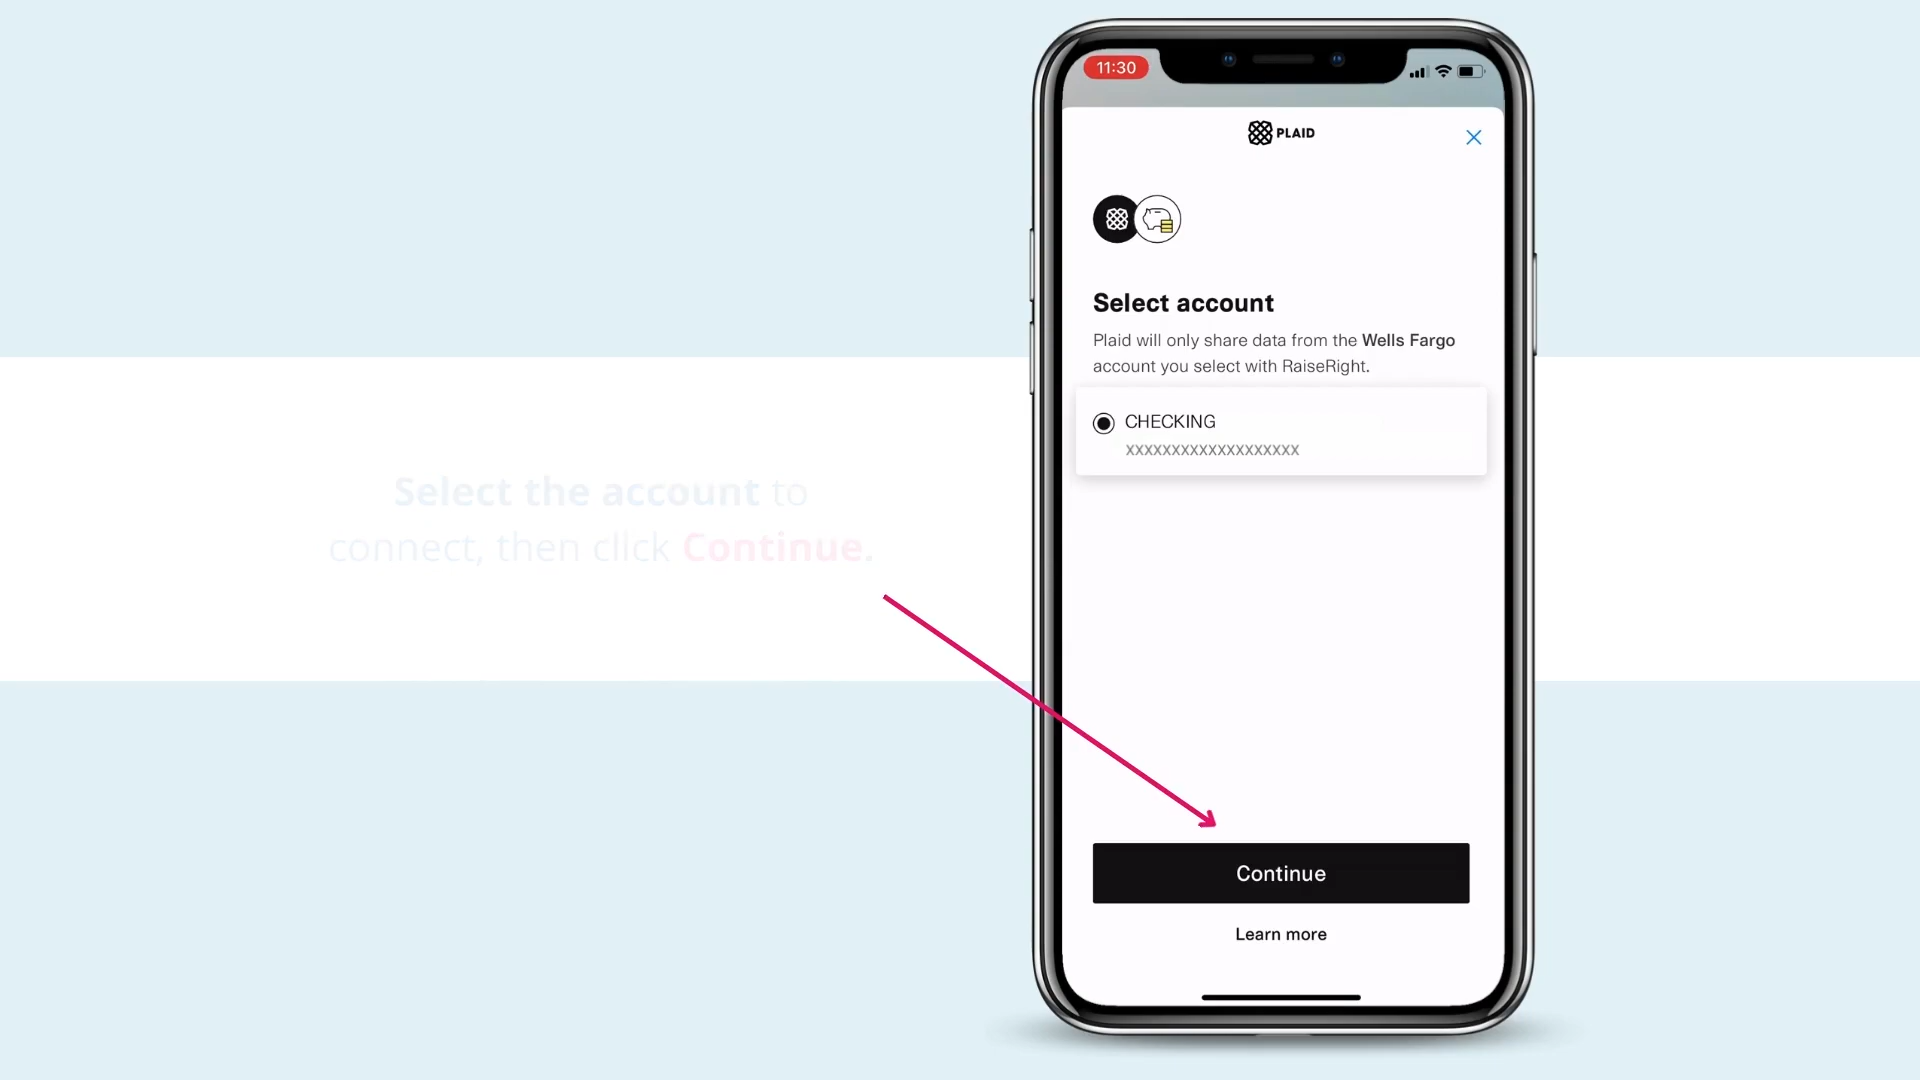 Select the account to
connect, then click Continue.
11:30
PLAID
Select account
Plaid will only share data from the Wells Fargo
account you select with RaiseRight.
CHECKING
XXXXXXXXXXXXXXXXXXX
Continue
Learn more